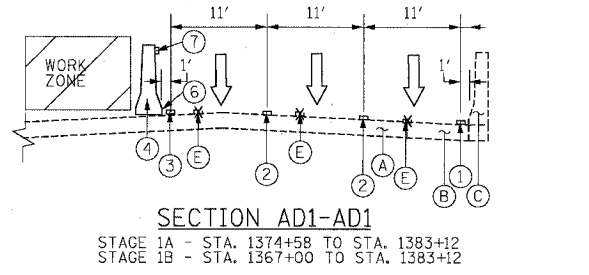 11' 11' 11'
7
WORK
ZONE
1' 6 1'
4 3 E 2 E 2 A E B 1 C
SECTION AD1-AD1
STAGE 1A - STA. 1374+58 TO STA. 1383+12
STAGE 1B - STA. 1367+00 TO STA. 1383+12